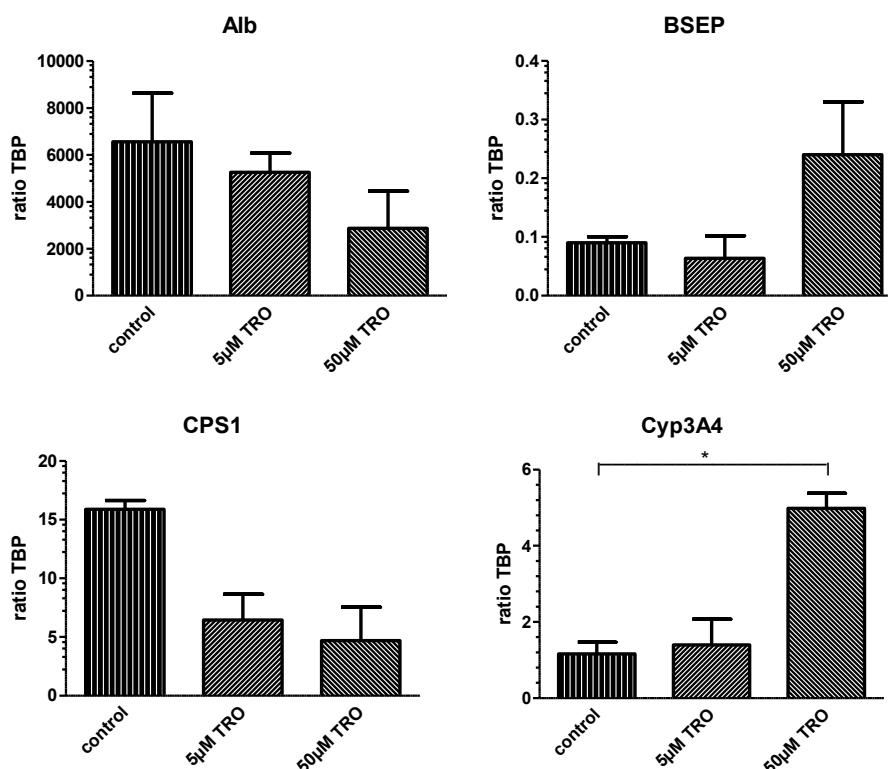 Alb
ratio TBP
10000
8000
6000
4000
2000
0
control
5µM TRO
50µM TRO
BSEP
ratio TBP
0.4
0.3
0.2
0.1
0.0
control
5µM TRO
50µM TRO
CPS1
ratio TBP
20
15
10
5
0
control
5µM TRO
50µM TRO
Cyp3A4
*
ratio TBP
6
4
2
0
control
5µM TRO
50µM TRO